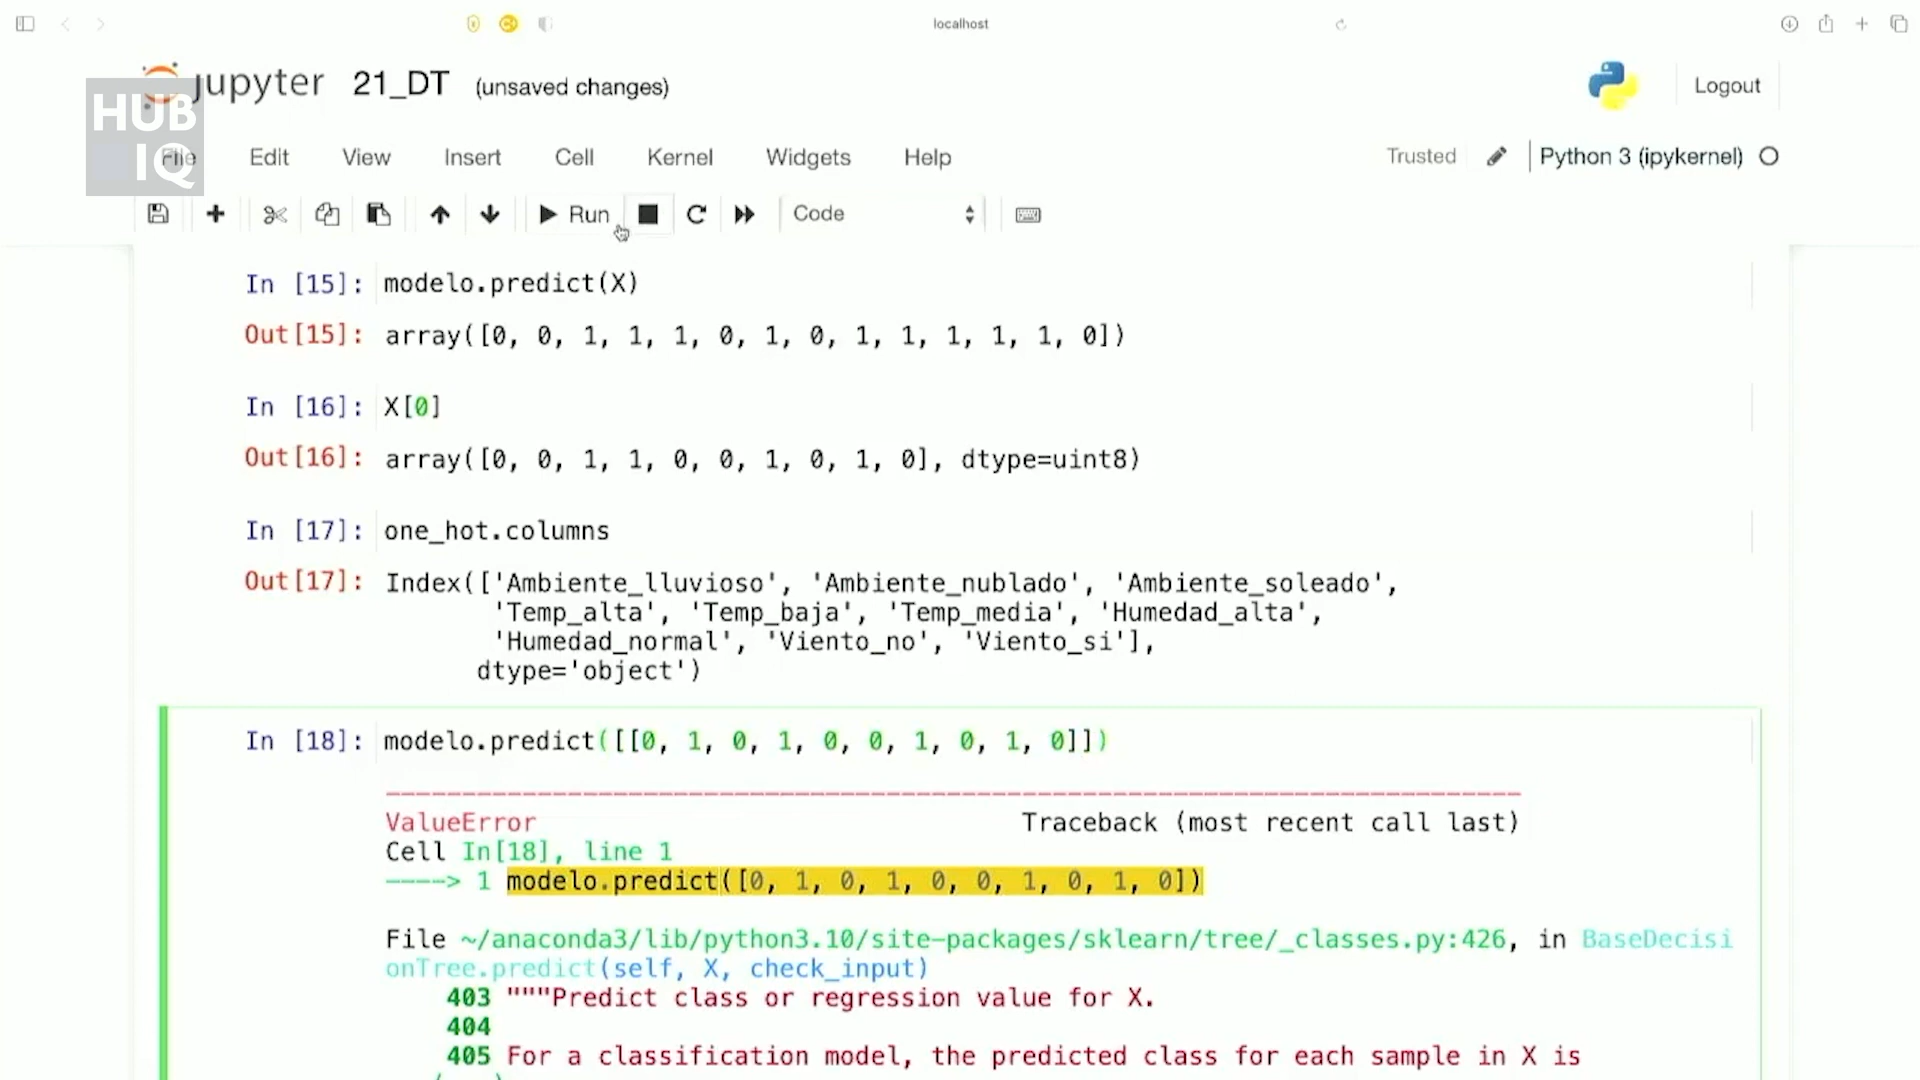 localhost
jupyter 21_DT (unsaved changes)
Logout
HUB
IQ
File Edit View Insert Cell Kernel Widgets Help
Trusted Python 3 (ipykernel)
Run Code
In [15]: modelo.predict(X)
Out[15]: array([0, 0, 1, 1, 1, 0, 1, 0, 1, 1, 1, 1, 1, 0])
In [16]: X[0]
Out[16]: array([0, 0, 1, 1, 0, 0, 1, 0, 1, 0], dtype=uint8)
In [17]: one_hot.columns
Out[17]: Index(['Ambiente_lluvioso', 'Ambiente_nublado', 'Ambiente_soleado',
'Temp_alta', 'Temp_baja', 'Temp_media', 'Humedad_alta',
'Humedad_normal', 'Viento_no', 'Viento_si'],
dtype='object')
In [18]: modelo.predict([[0, 1, 0, 1, 0, 0, 1, 0, 1, 0]])
ValueError Traceback (most recent call last)
Cell In[18], line 1
----> 1 modelo.predict([0, 1, 0, 1, 0, 0, 1, 0, 1, 0])
File ~/anaconda3/lib/python3.10/site-packages/sklearn/tree/_classes.py:426, in BaseDecisi
onTree.predict(self, X, check_input)
403 """Predict class or regression value for X.
404
405 For a classification model, the predicted class for each sample in X is